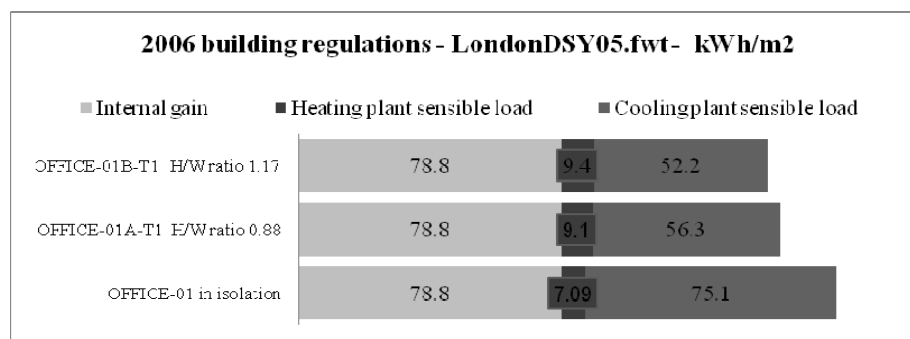 2006 building regulations - LondonDSY05.fwt- kWh/m2
Internal gain Heating plant sensible load Cooling plant sensible load
OFFICE-01B-T1 H/W ratio 1.17 78.8 9.4 52.2
OFFICE-01A-T1 H/W ratio 0.88 78.8 9.1 56.3
OFFICE-01 in isolation 78.8 7.09 75.1